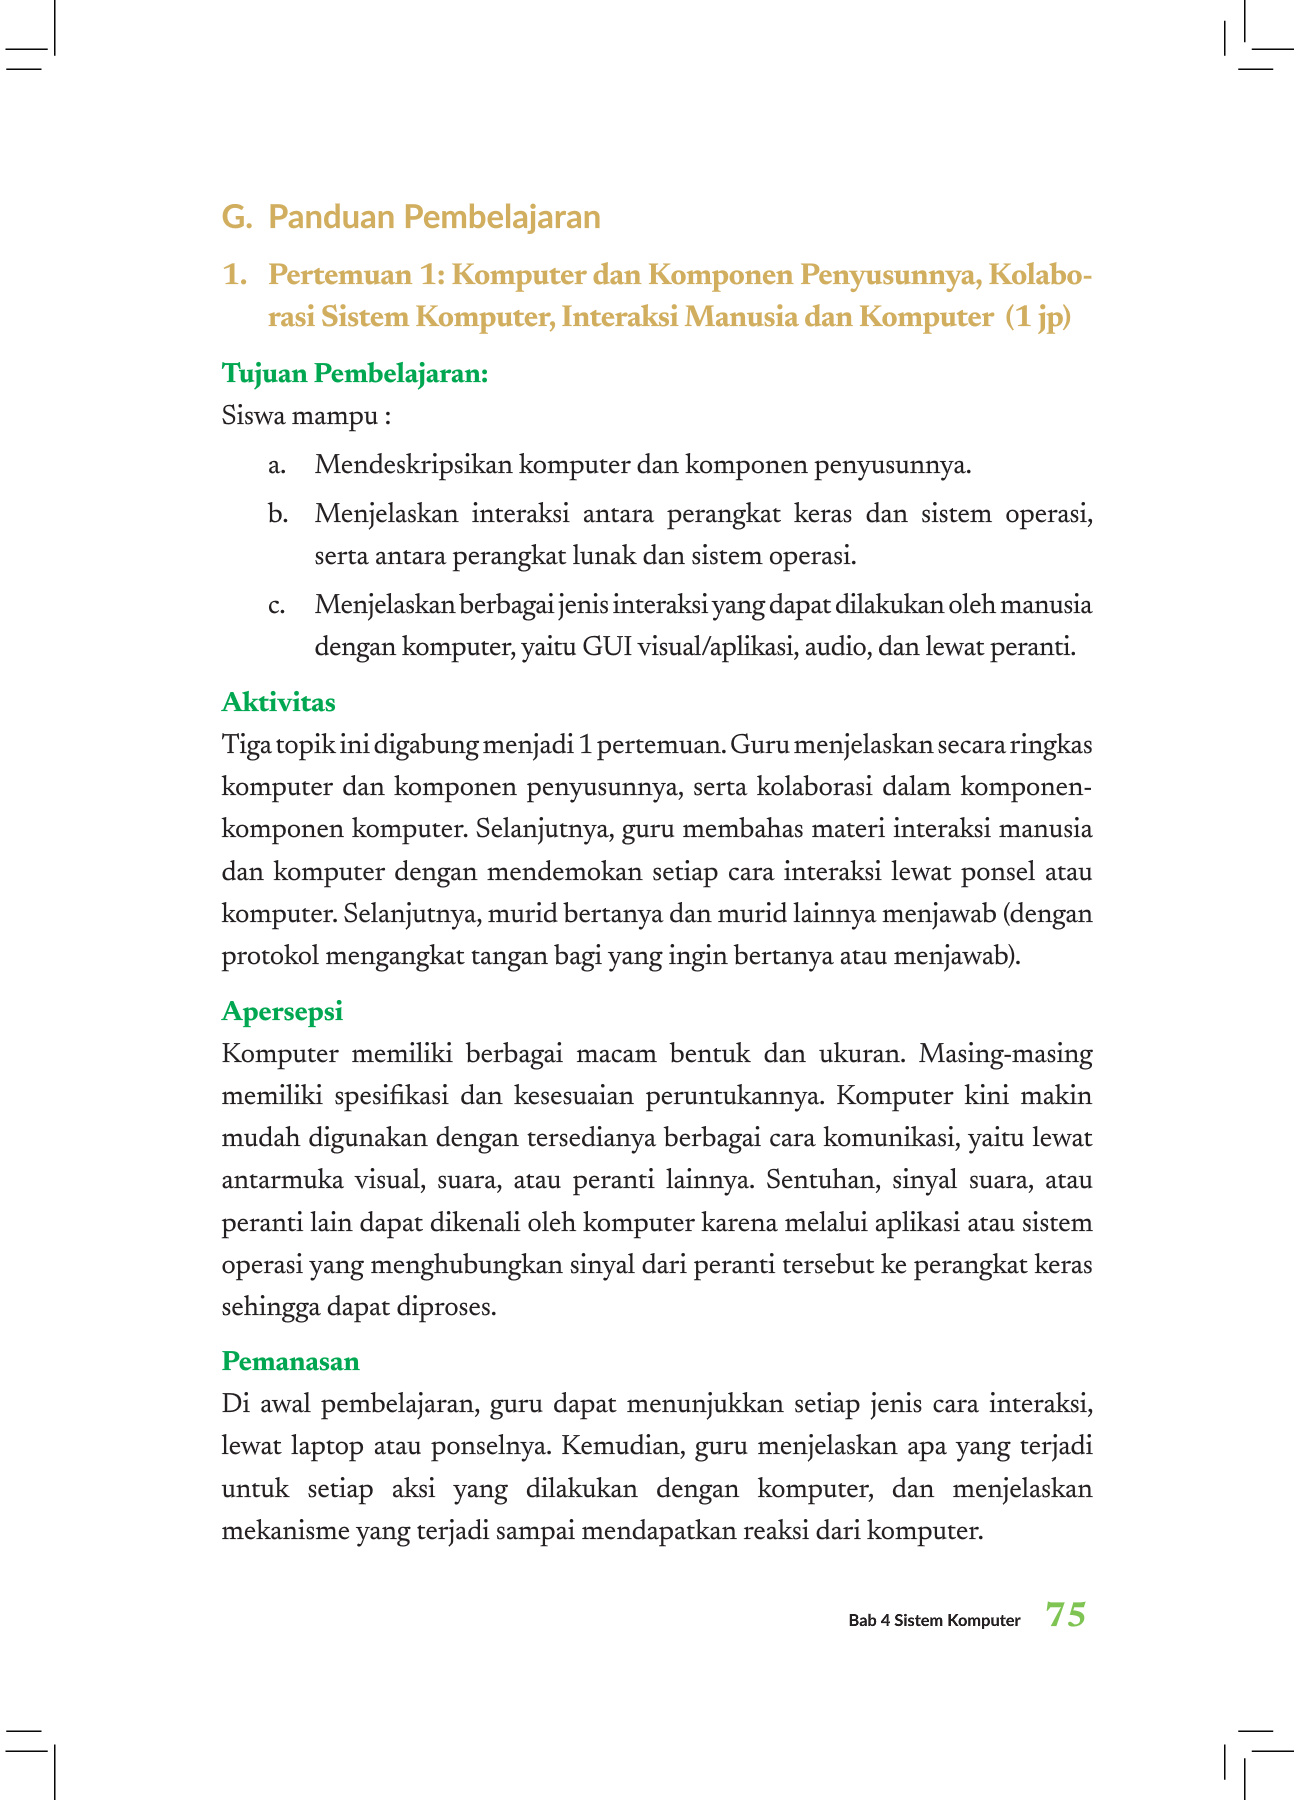 G. Panduan Pembelajaran
1. Pertemuan 1: Komputer dan Komponen Penyusunnya, Kolabo-
rasi Sistem Komputer, Interaksi Manusia dan Komputer (1 jp)
Tujuan Pembelajaran:
Siswa mampu :
a. Mendeskripsikan komputer dan komponen penyusunnya.
b. Menjelaskan interaksi antara perangkat keras dan sistem operasi,
serta antara perangkat lunak dan sistem operasi.
c. Menjelaskan berbagai jenis interaksi yang dapat dilakukan oleh manusia
dengan komputer, yaitu GUI visual/aplikasi, audio, dan lewat peranti.
Aktivitas
Tiga topik ini digabung menjadi 1 pertemuan. Guru menjelaskan secara ringkas
komputer dan komponen penyusunnya, serta kolaborasi dalam komponen-
komponen komputer. Selanjutnya, guru membahas materi interaksi manusia
dan komputer dengan mendemokan setiap cara interaksi lewat ponsel atau
komputer. Selanjutnya, murid bertanya dan murid lainnya menjawab (dengan
protokol mengangkat tangan bagi yang ingin bertanya atau menjawab).
Apersepsi
Komputer memiliki berbagai macam bentuk dan ukuran. Masing-masing
memiliki spesifikasi dan kesesuaian peruntukannya. Komputer kini makin
mudah digunakan dengan tersedianya berbagai cara komunikasi, yaitu lewat
antarmuka visual, suara, atau peranti lainnya. Sentuhan, sinyal suara, atau
peranti lain dapat dikenali oleh komputer karena melalui aplikasi atau sistem
operasi yang menghubungkan sinyal dari peranti tersebut ke perangkat keras
sehingga dapat diproses.
Pemanasan
Di awal pembelajaran, guru dapat menunjukkan setiap jenis cara interaksi,
lewat laptop atau ponselnya. Kemudian, guru menjelaskan apa yang terjadi
untuk setiap aksi yang dilakukan dengan komputer, dan menjelaskan
mekanisme yang terjadi sampai mendapatkan reaksi dari komputer.
Bab 4 Sistem Komputer 75